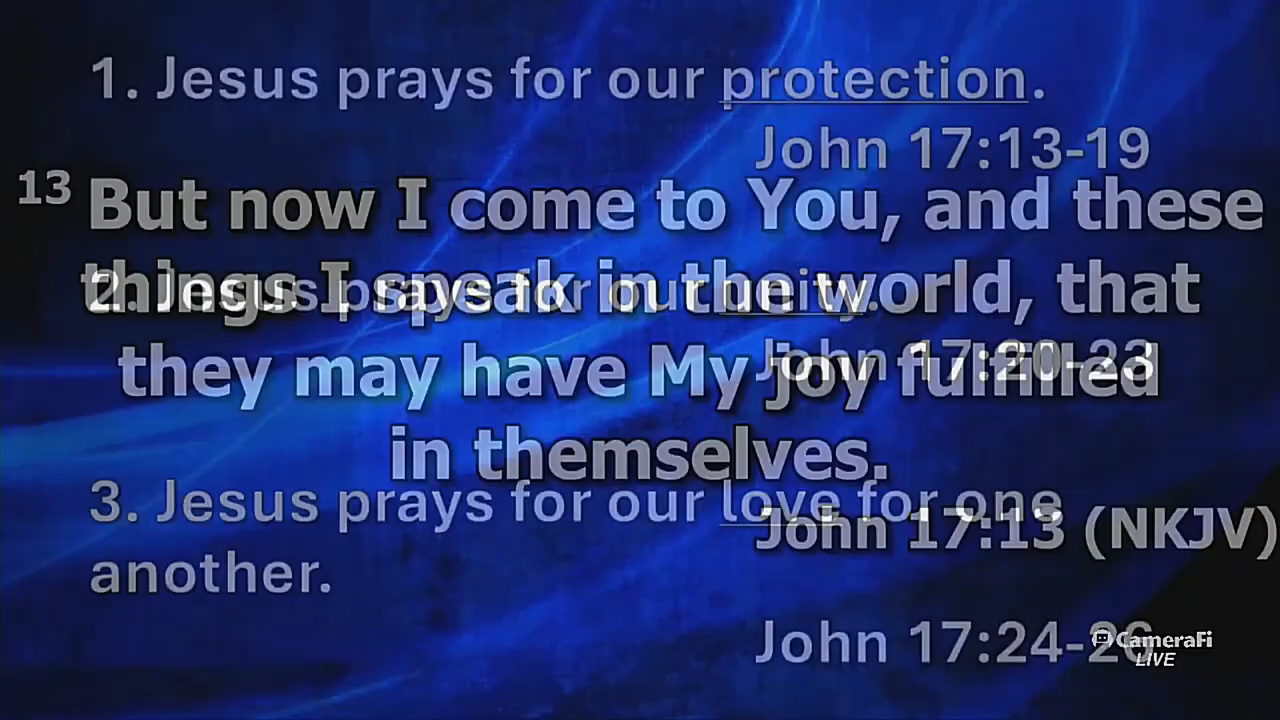 1. Jesus prays for our protection.
John 17:13-19
13 But now I come to You, and these
things I speak in the world, that
2. Jesus prays for our unity.
they may have My joy fulfilled
John 17:20-23
in themselves.
3. Jesus prays for our love for one
John 17:13 (NKJV)
another.
John 17:24-26
CameraFi
LIVE